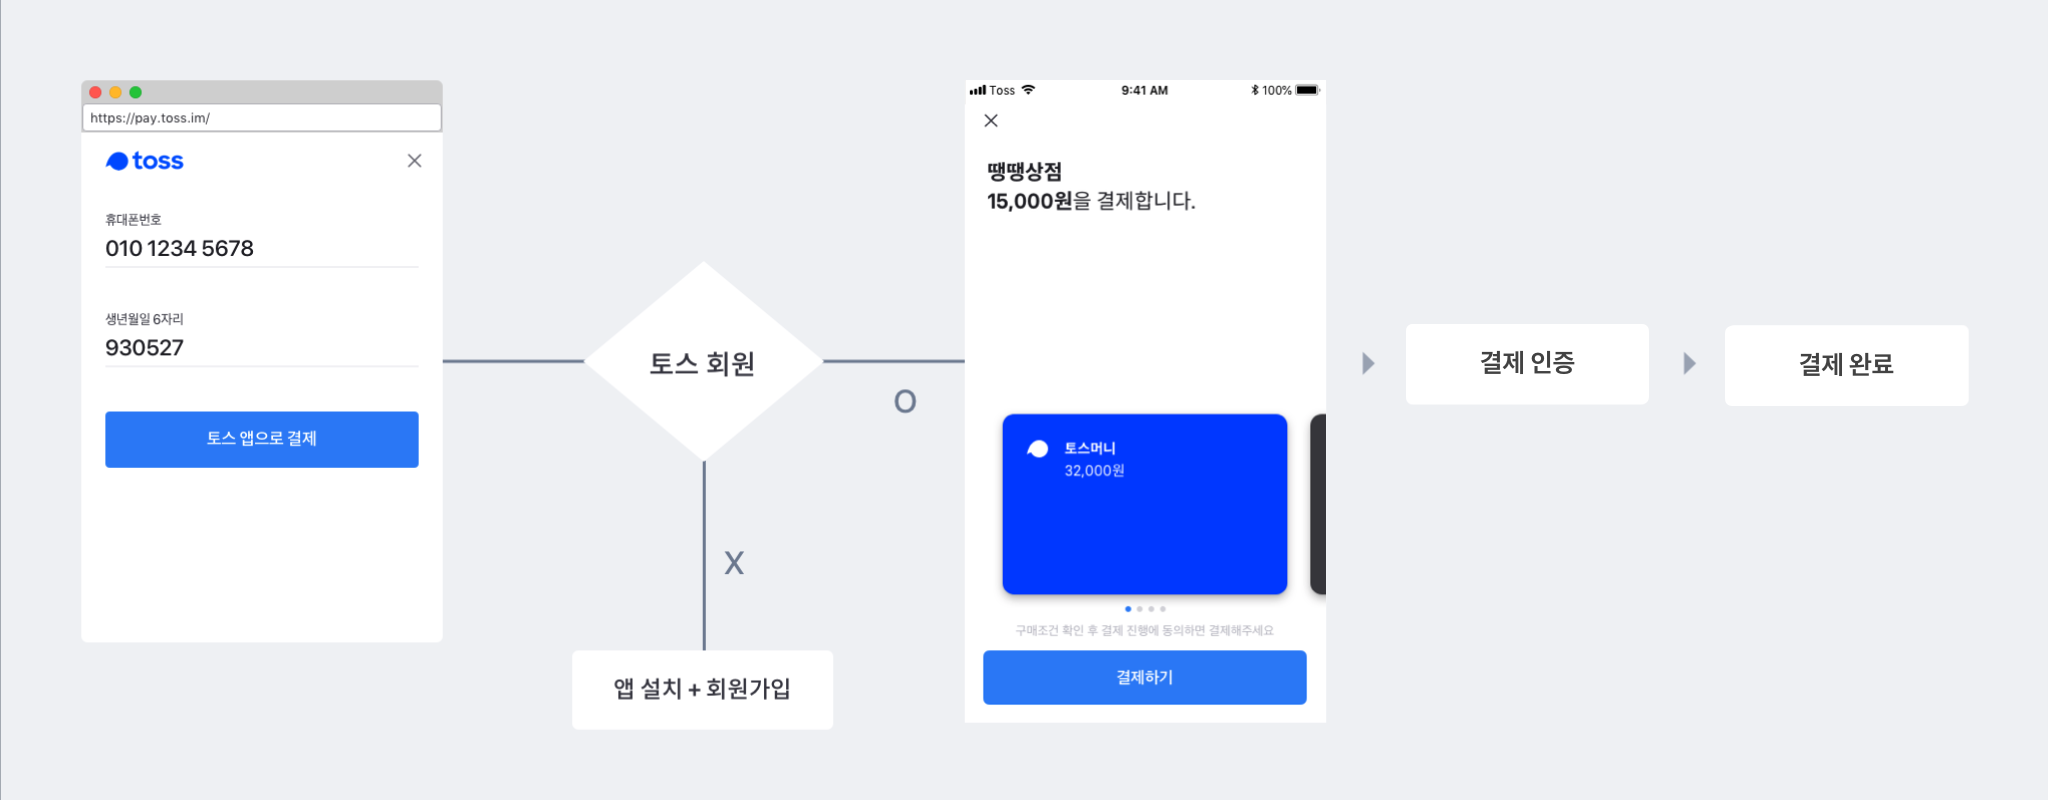 https://pay.toss.im/
toss
휴대폰번호
010 1234 5678
생년월일 6자리
930527
토스 앱으로 결제
토스 회원
O
X
앱 설치 + 회원가입
Toss
9:41 AM
100%
땡땡상점
15,000원을 결제합니다.
토스머니
32,000원
구매조건 확인 후 결제 진행에 동의하면 결제해주세요
결제하기
결제 인증
결제 완료